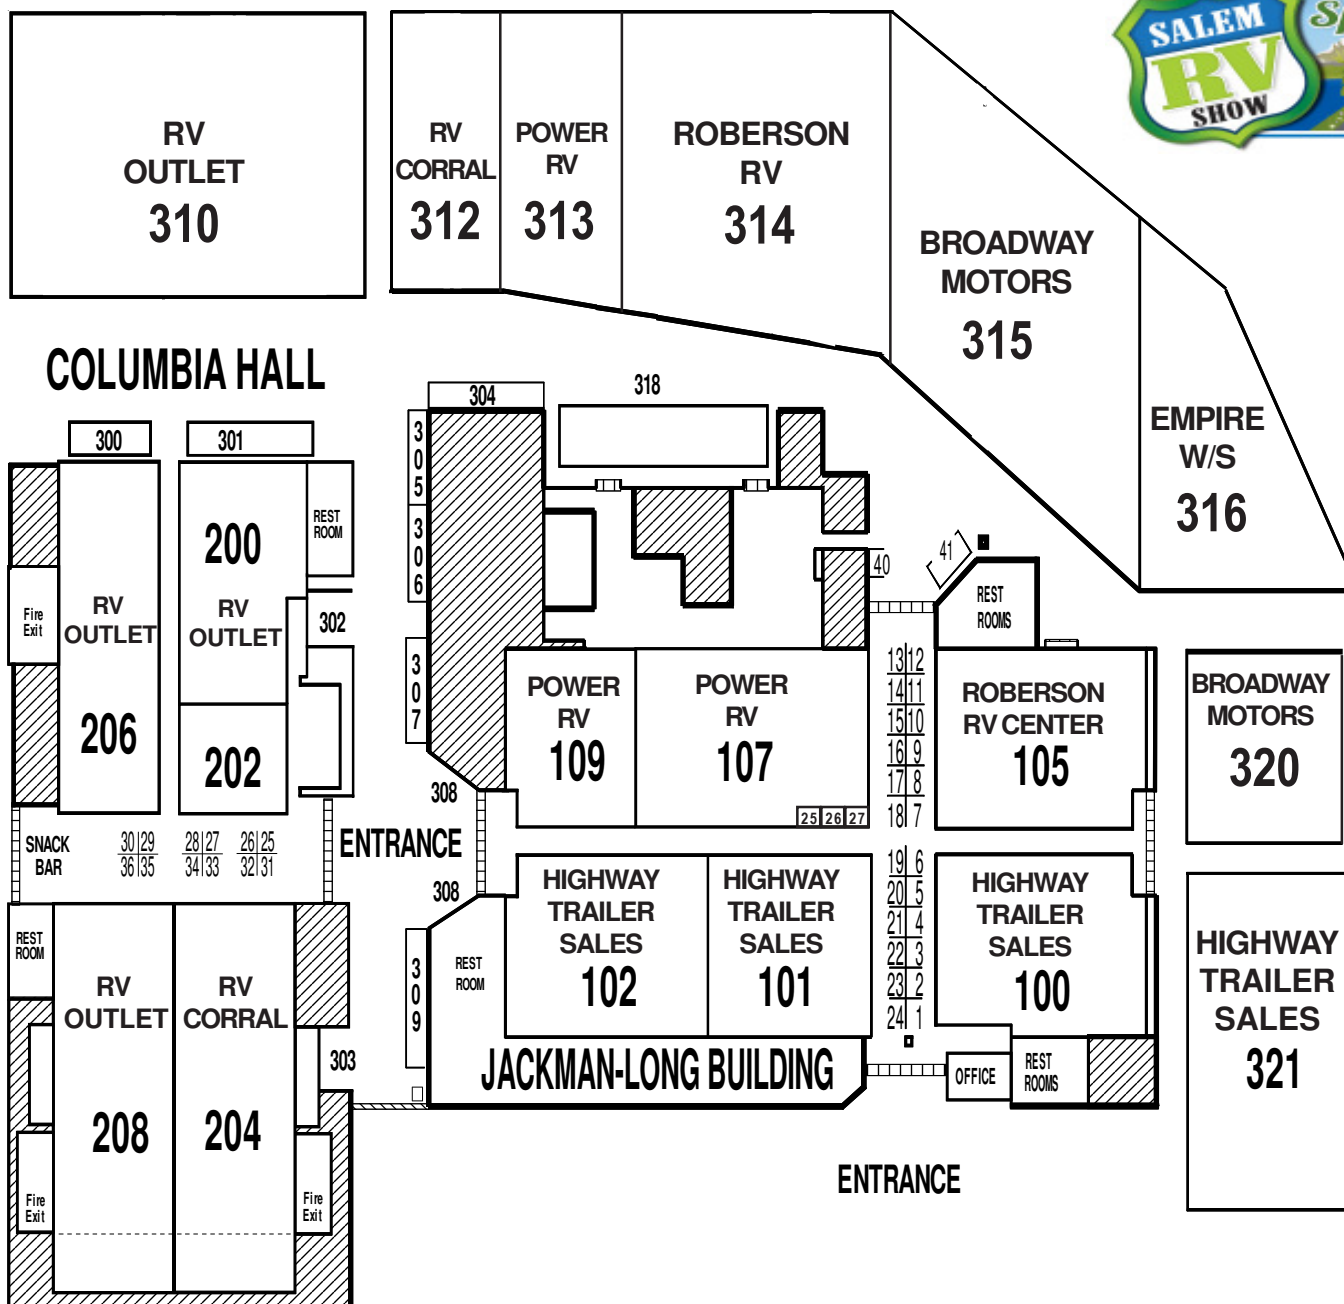 SALEM
RV
SHOW
RV
OUTLET
310
RV
CORRAL
312
POWER
RV
313
ROBERSON
RV
314
BROADWAY
MOTORS
315
EMPIRE
W/S
316
COLUMBIA HALL
300
301
304
318
305
306
307
REST
ROOM
200
RV
OUTLET
302
Fire
Exit
RV
OUTLET
206
202
40
41
REST
ROOMS
POWER
RV
109
POWER
RV
107
25 26 27
13 12
14 11
15 10
16 9
17 8
18 7
ROBERSON
RV CENTER
105
BROADWAY
MOTORS
320
308
ENTRANCE
308
SNACK
BAR
30 29
36 35
28 27
34 33
26 25
32 31
19 6
20 5
21 4
22 3
23 2
24 1
HIGHWAY
TRAILER
SALES
102
HIGHWAY
TRAILER
SALES
101
HIGHWAY
TRAILER
SALES
100
HIGHWAY
TRAILER
SALES
321
REST
ROOM
RV
OUTLET
208
RV
CORRAL
204
309
REST
ROOM
303
JACKMAN-LONG BUILDING
OFFICE
REST
ROOMS
Fire
Exit
Fire
Exit
ENTRANCE